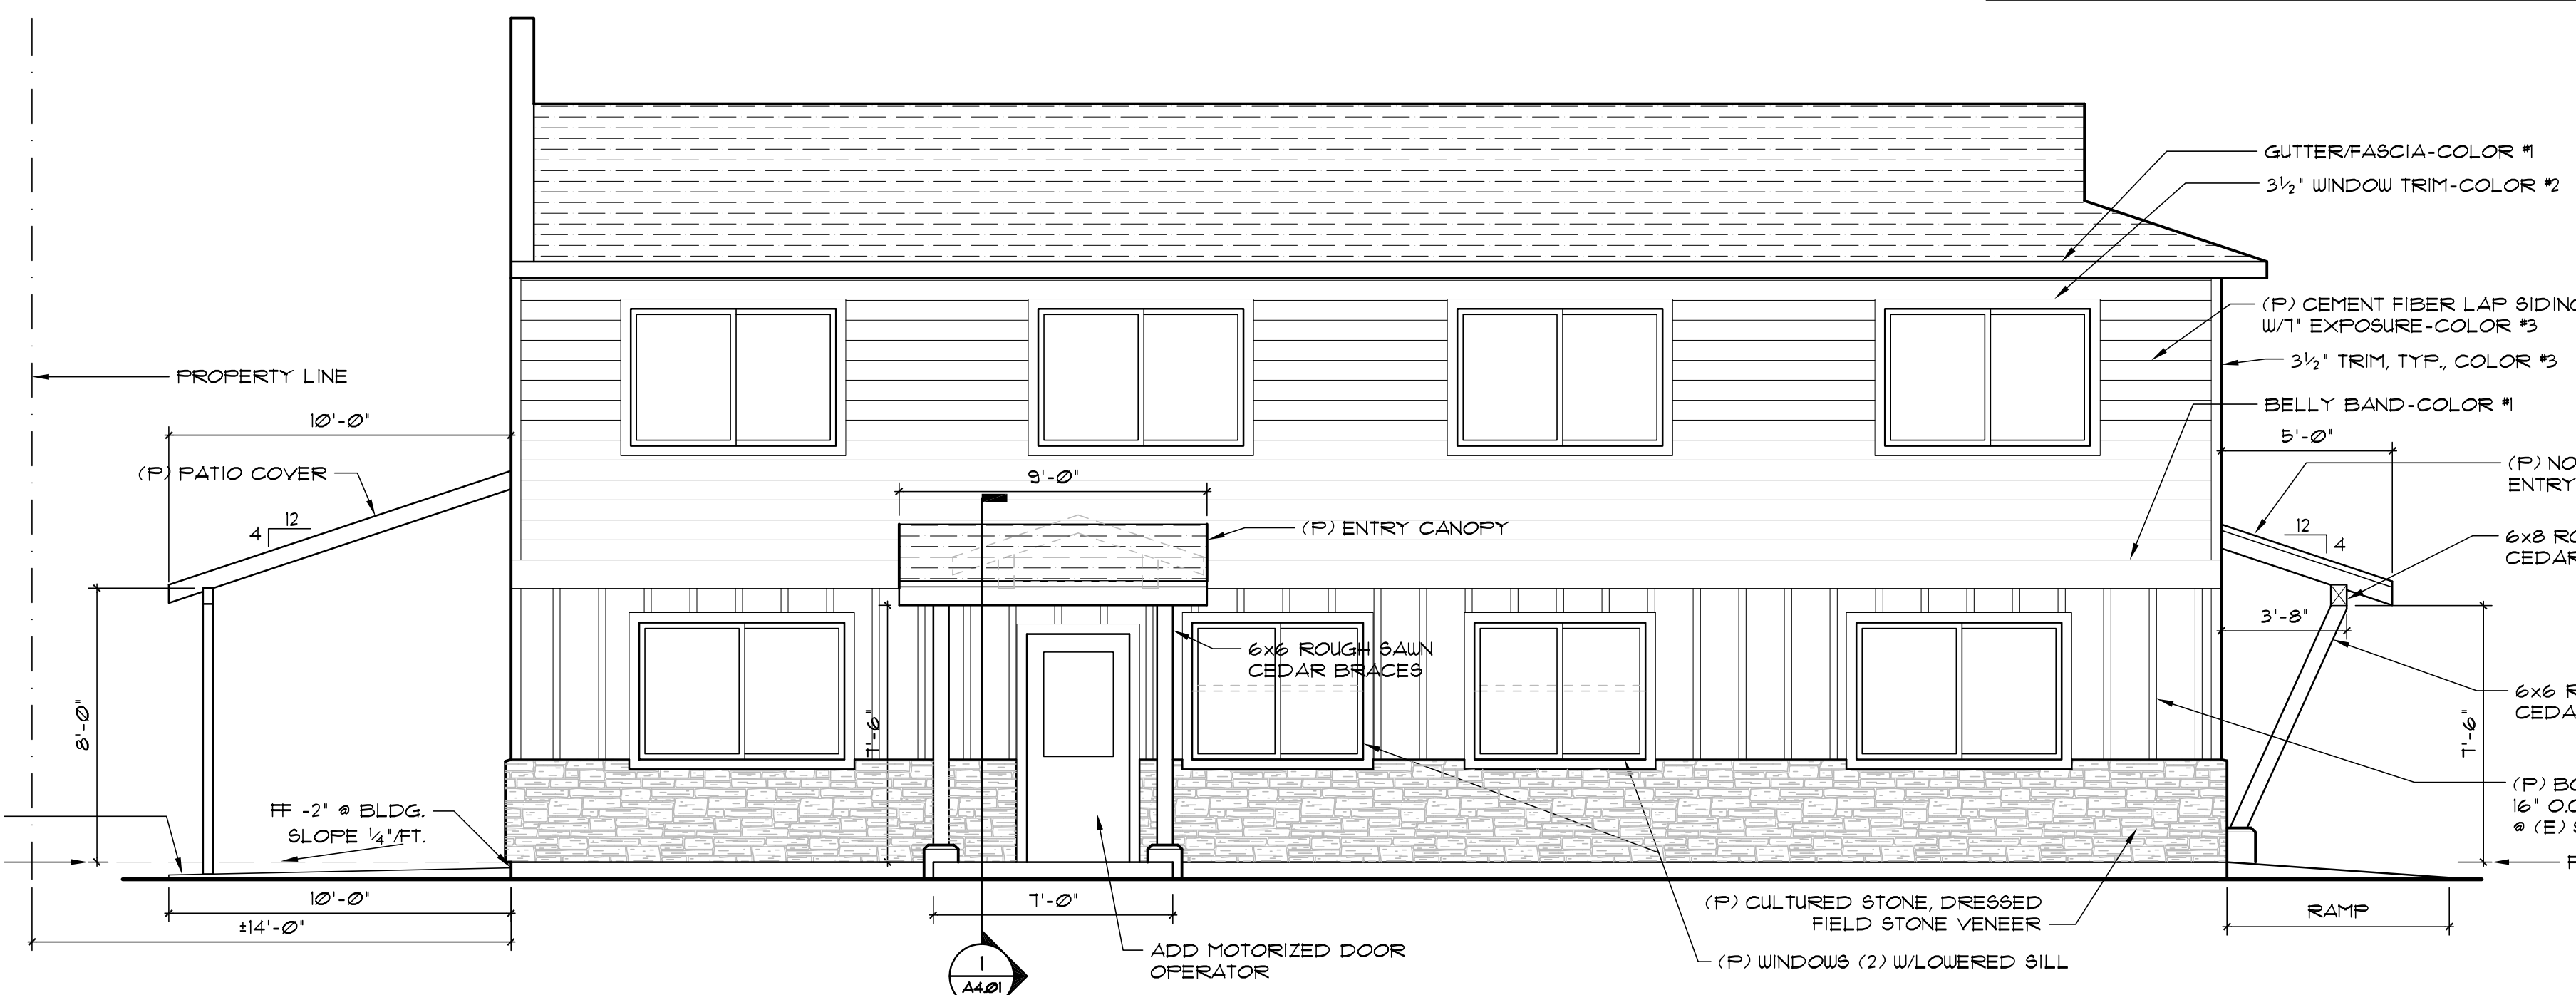 GUTTER/FASCIA-COLOR #1
3½" WINDOW TRIM-COLOR #2
(P) CEMENT FIBER LAP SIDING
W/7" EXPOSURE-COLOR #3
3½" TRIM, TYP., COLOR #3
BELLY BAND-COLOR #1
5'-0"
(P) NO
ENTRY
12
4
6x8 RO
CEDAR
3'-8"
6x6 R
CEDA
7'-6"
(P) BO
16" O.C
@ (E) S
F
RAMP
PROPERTY LINE
10'-0"
(P) PATIO COVER
12
4
8'-0"
FF -2" @ BLDG.
SLOPE ¼"/FT.
10'-0"
±14'-0"
9'-0"
(P) ENTRY CANOPY
6x6 ROUGH SAWN
CEDAR BRACES
7'-6"
7'-0"
1
A4.01
ADD MOTORIZED DOOR
OPERATOR
(P) CULTURED STONE, DRESSED
FIELD STONE VENEER
(P) WINDOWS (2) W/LOWERED SILL